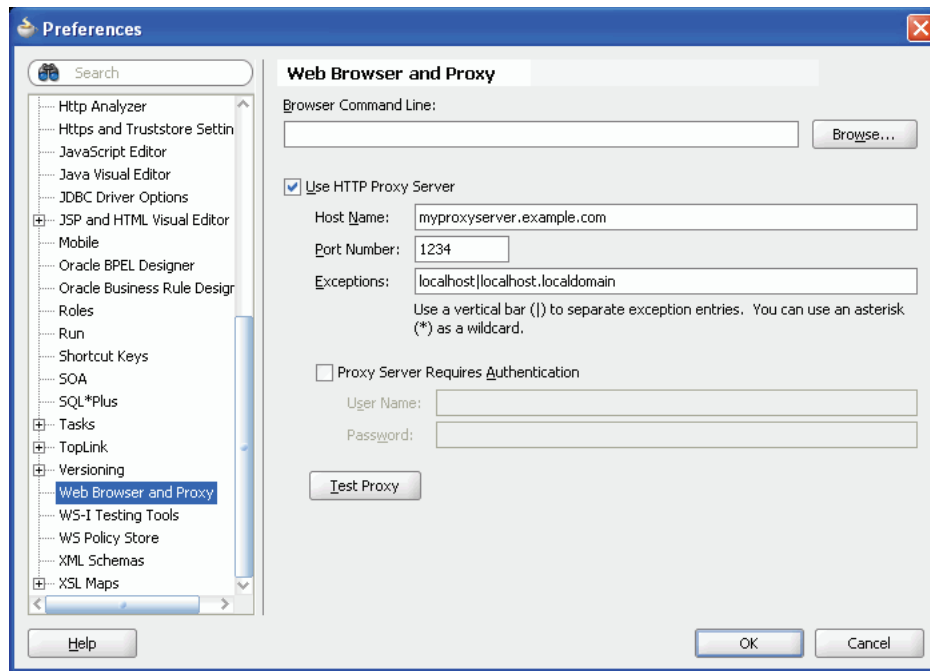 Preferences
Search
Http Analyzer
Https and Truststore Settin
JavaScript Editor
Java Visual Editor
JDBC Driver Options
JSP and HTML Visual Editor
Mobile
Oracle BPEL Designer
Oracle Business Rule Desigr
Roles
Run
Shortcut Keys
SOA
SQL*Plus
Tasks
TopLink
Versioning
Web Browser and Proxy
WS-I Testing Tools
WS Policy Store
XML Schemas
XSL Maps
Web Browser and Proxy
Browser Command Line:
Browse...
Use HTTP Proxy Server
Host Name: myproxyserver.example.com
Port Number: 1234
Exceptions: localhost|localhost.localdomain
Use a vertical bar (|) to separate exception entries. You can use an asterisk
(*) as a wildcard.
Proxy Server Requires Authentication
User Name:
Password:
Test Proxy
Help
OK
Cancel